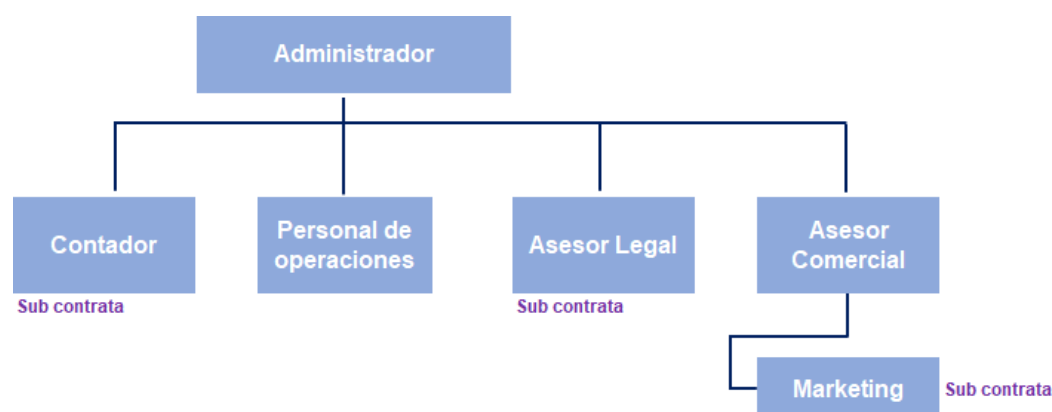 Administrador
Contador
Personal de
operaciones
Asesor Legal
Asesor
Comercial
Sub contrata
Sub contrata
Marketing
Sub contrata